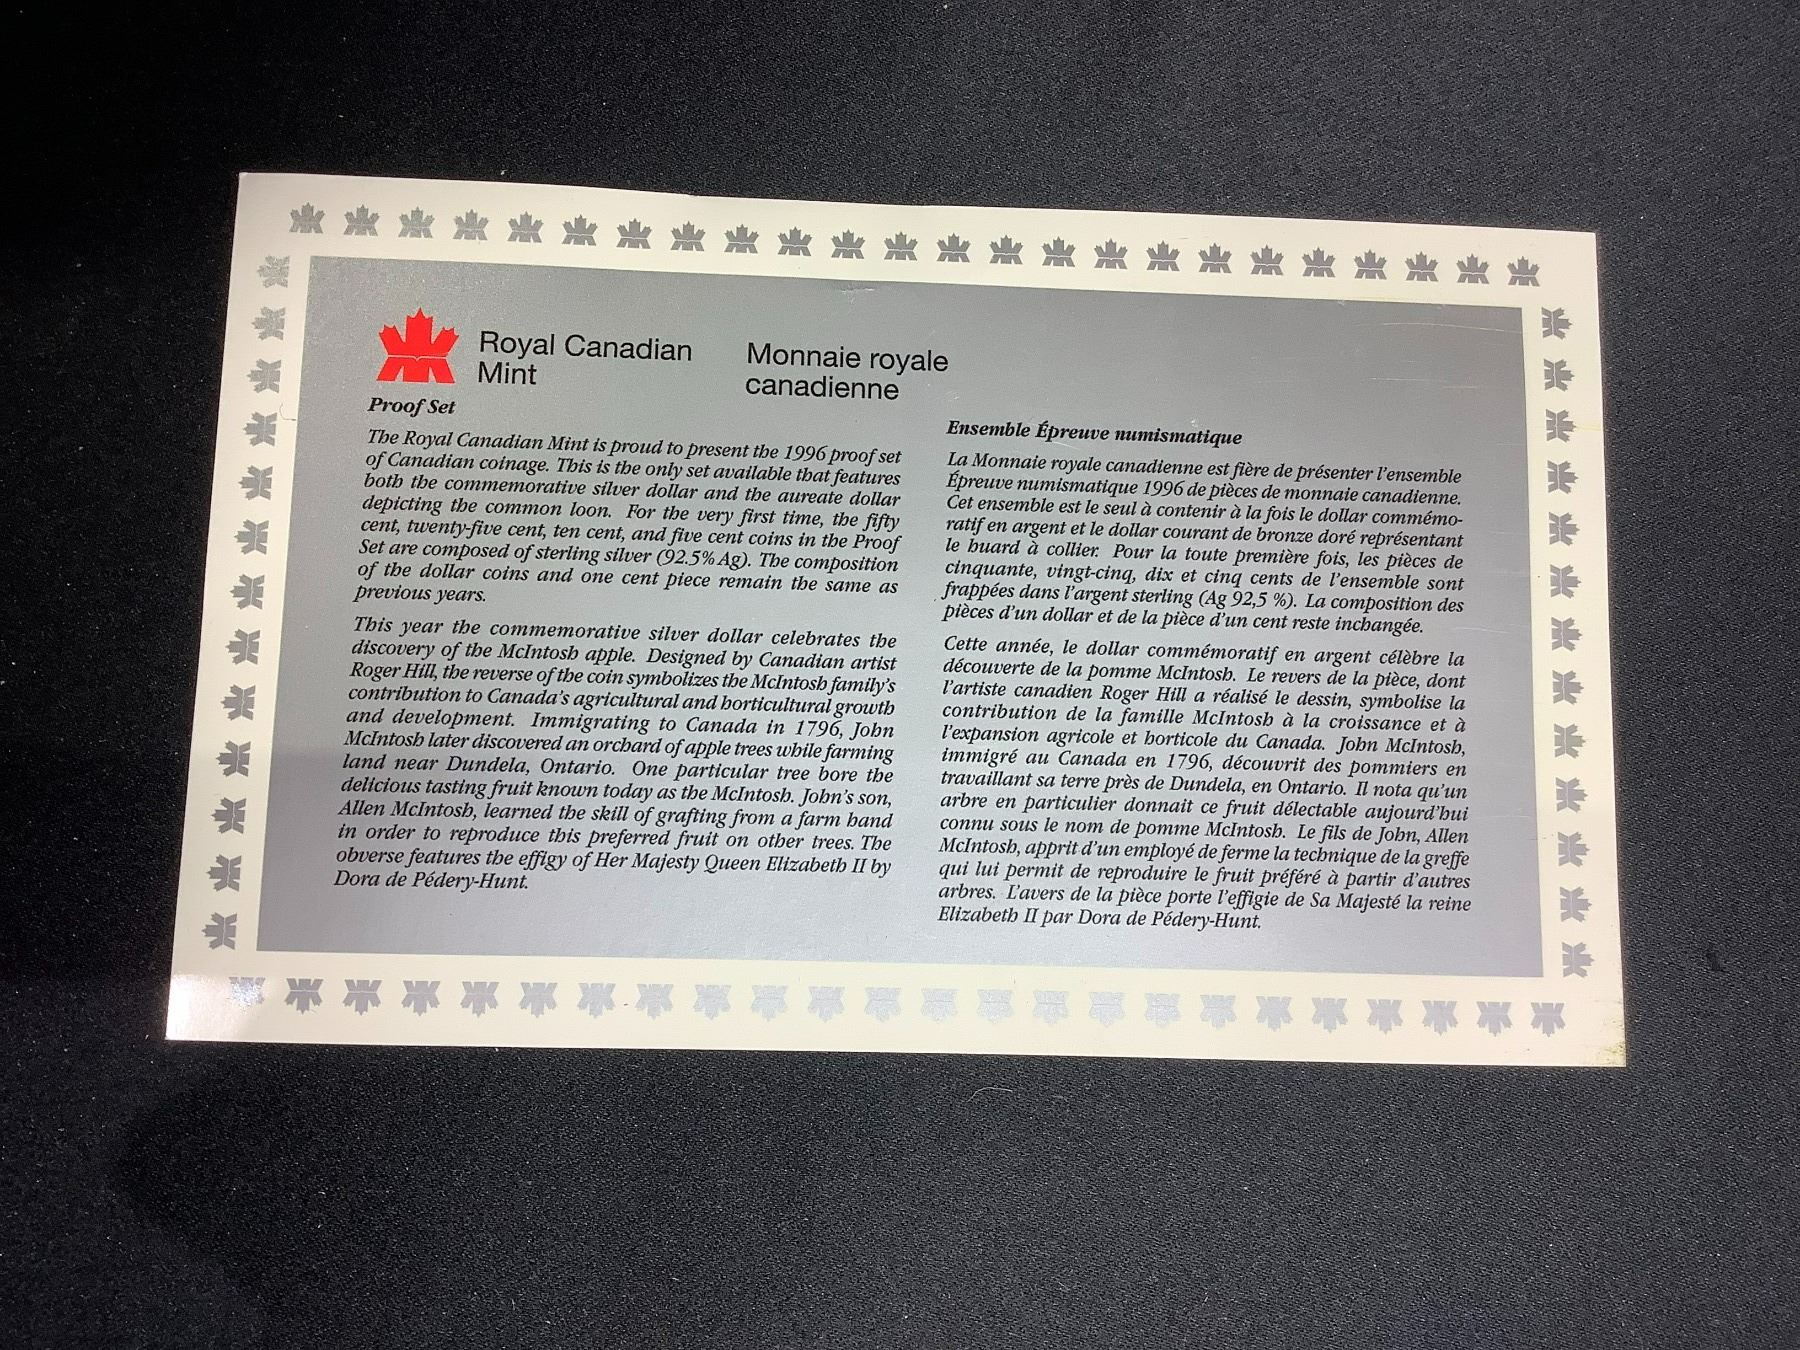 Royal Canadian
Mint
Monnaie royale
canadienne
Proof Set
The Royal Canadian Mint is proud to present the 1996 proof set
of Canadian coinage. This is the only set available that features
both the commemorative silver dollar and the aureate dollar
depicting the common loon. For the very first time, the fifty
cent, twenty-five cent, ten cent, and five cent coins in the Proof
Set are composed of sterling silver (92.5% Ag). The composition
of the dollar coins and one cent piece remain the same as
previous years.
This year the commemorative silver dollar celebrates the
discovery of the McIntosh apple. Designed by Canadian artist
Roger Hill, the reverse of the coin symbolizes the McIntosh family's
contribution to Canada's agricultural and horticultural growth
and development. Immigrating to Canada in 1796, John
McIntosh later discovered an orchard of apple trees while farming
land near Dundela, Ontario. One particular tree bore the
delicious tasting fruit known today as the McIntosh. John's son,
Allen McIntosh, learned the skill of grafting from a farm hand
in order to reproduce this preferred fruit on other trees. The
obverse features the effigy of Her Majesty Queen Elizabeth II by
Dora de Pédery-Hunt.
Ensemble Épreuve numismatique
La Monnaie royale canadienne est fière de présenter l'ensemble
Épreuve numismatique 1996 de pièces de monnaie canadienne.
Cet ensemble est le seul à contenir à la fois le dollar commémo-
ratif en argent et le dollar courant de bronze doré représentant
le huard à collier. Pour la toute première fois, les pièces de
cinquante, vingt-cinq, dix et cinq cents de l'ensemble sont
frappées dans l'argent sterling (Ag 92,5 %). La composition des
pièces d'un dollar et de la pièce d'un cent reste inchangée.
Cette année, le dollar commémoratif en argent célèbre la
découverte de la pomme McIntosh. Le revers de la pièce, dont
l'artiste canadien Roger Hill a réalisé le dessin, symbolise la
contribution de la famille McIntosh à la croissance et à
l'expansion agricole et horticole du Canada. John McIntosh,
immigré au Canada en 1796, découvrit des pommiers en
travaillant sa terre près de Dundela, en Ontario. Il nota qu'un
arbre en particulier donnait ce fruit délectable aujourd'hui
connu sous le nom de pomme McIntosh. Le fils de John, Allen
McIntosh, apprit d'un employé de ferme la technique de la greffe
qui lui permit de reproduire le fruit préféré à partir d'autres
arbres. L'avers de la pièce porte l'effigie de Sa Majesté la reine
Elizabeth II par Dora de Pédery-Hunt.